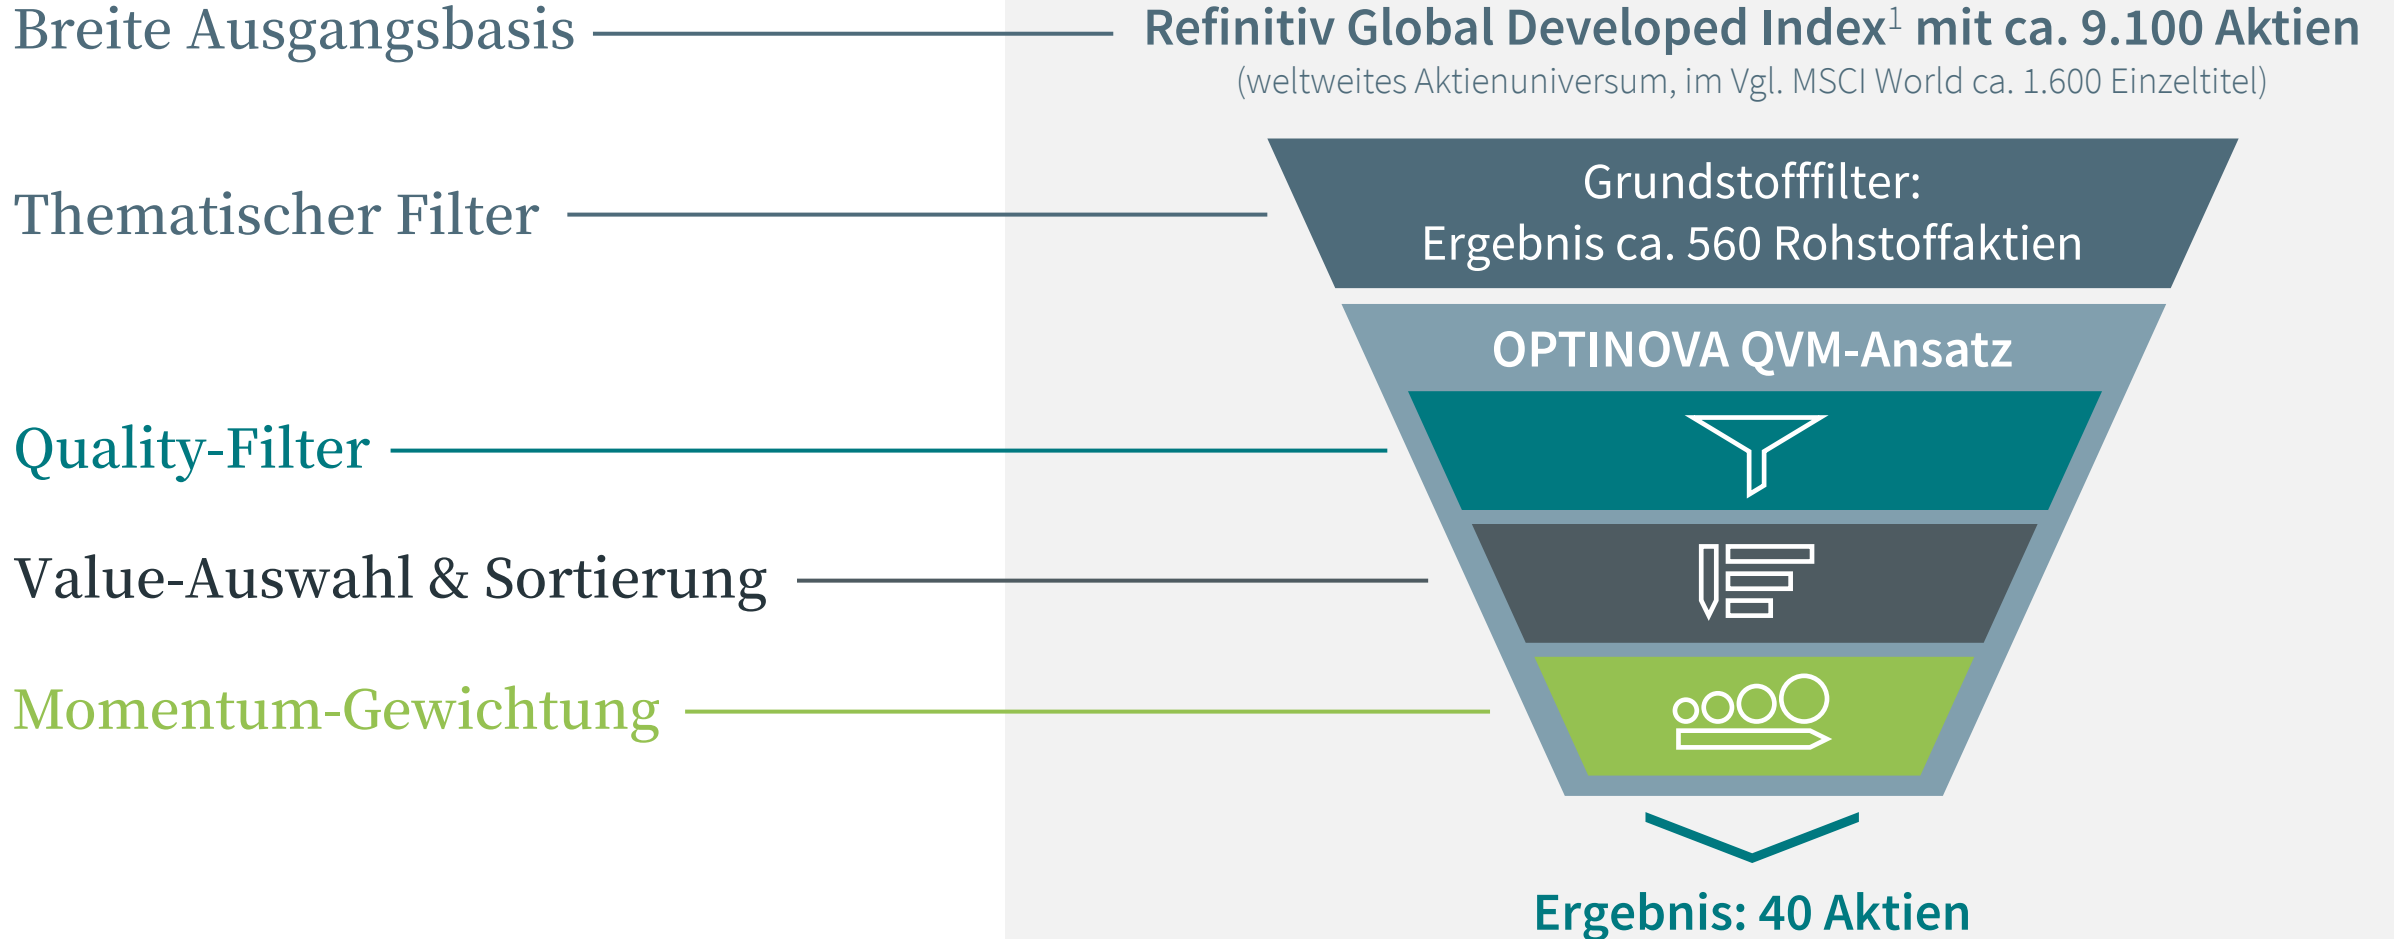 Breite Ausgangsbasis
Refinitiv Global Developed Index¹ mit ca. 9.100 Aktien
(weltweites Aktienuniversum, im Vgl. MSCI World ca. 1.600 Einzeltitel)
Thematischer Filter
Grundstofffilter:
Ergebnis ca. 560 Rohstoffaktien
OPTINOVA QVM-Ansatz
Quality-Filter
Value-Auswahl & Sortierung
Momentum-Gewichtung
Ergebnis: 40 Aktien